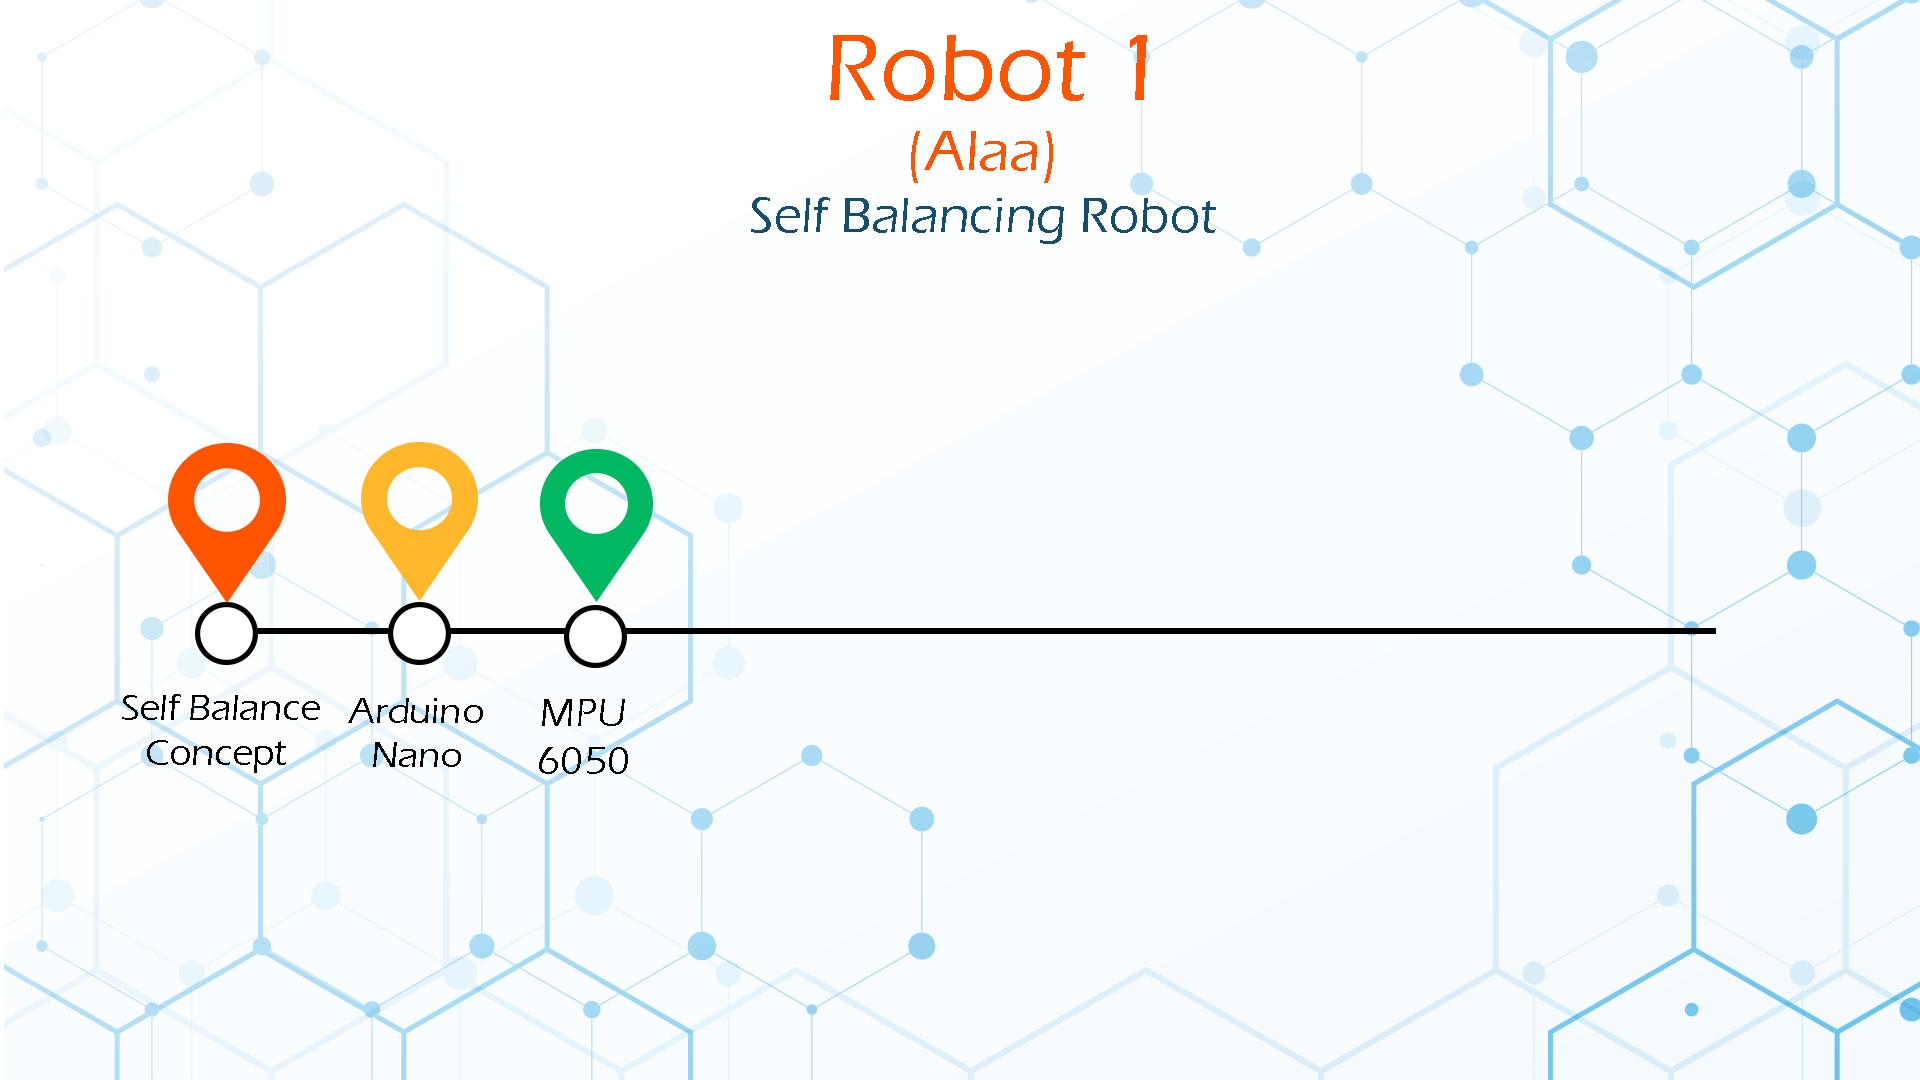 Robot 1
(Alaa)
Self Balancing Robot
Self Balance
Concept
Arduino
Nano
MPU
6050